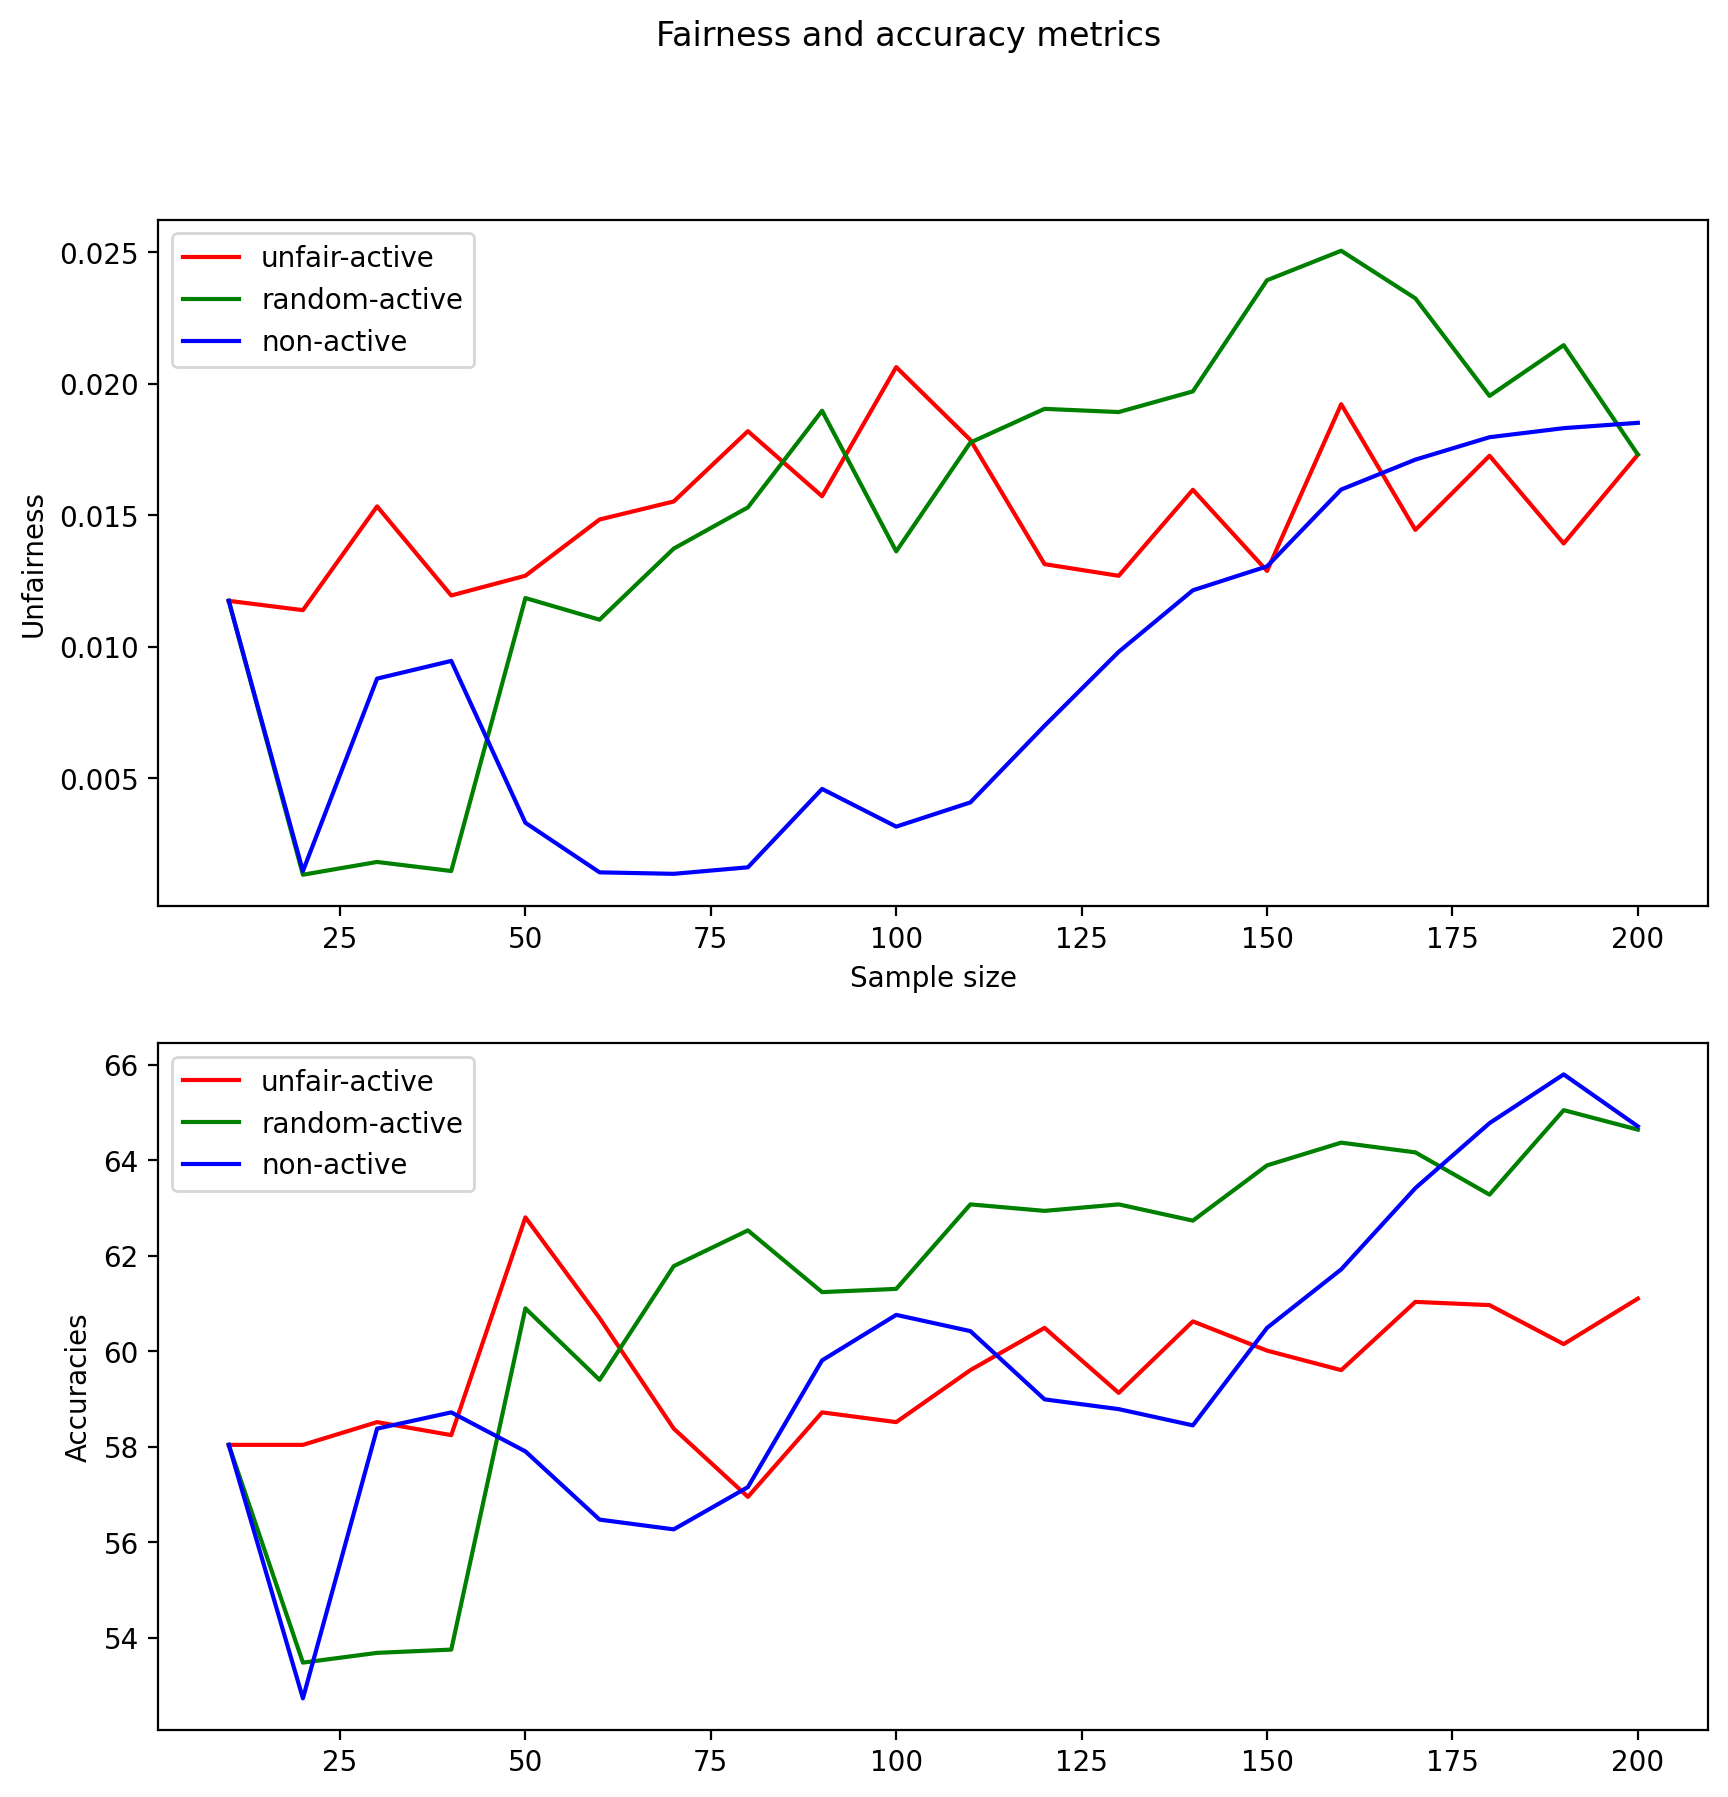 Fairness and accuracy metrics
unfair-active
random-active
non-active
0.025
0.020
0.015
0.010
0.005
Unfairness
25 50 75 100 125 150 175 200
Sample size
unfair-active
random-active
non-active
66
64
62
60
58
56
54
Accuracies
25 50 75 100 125 150 175 200